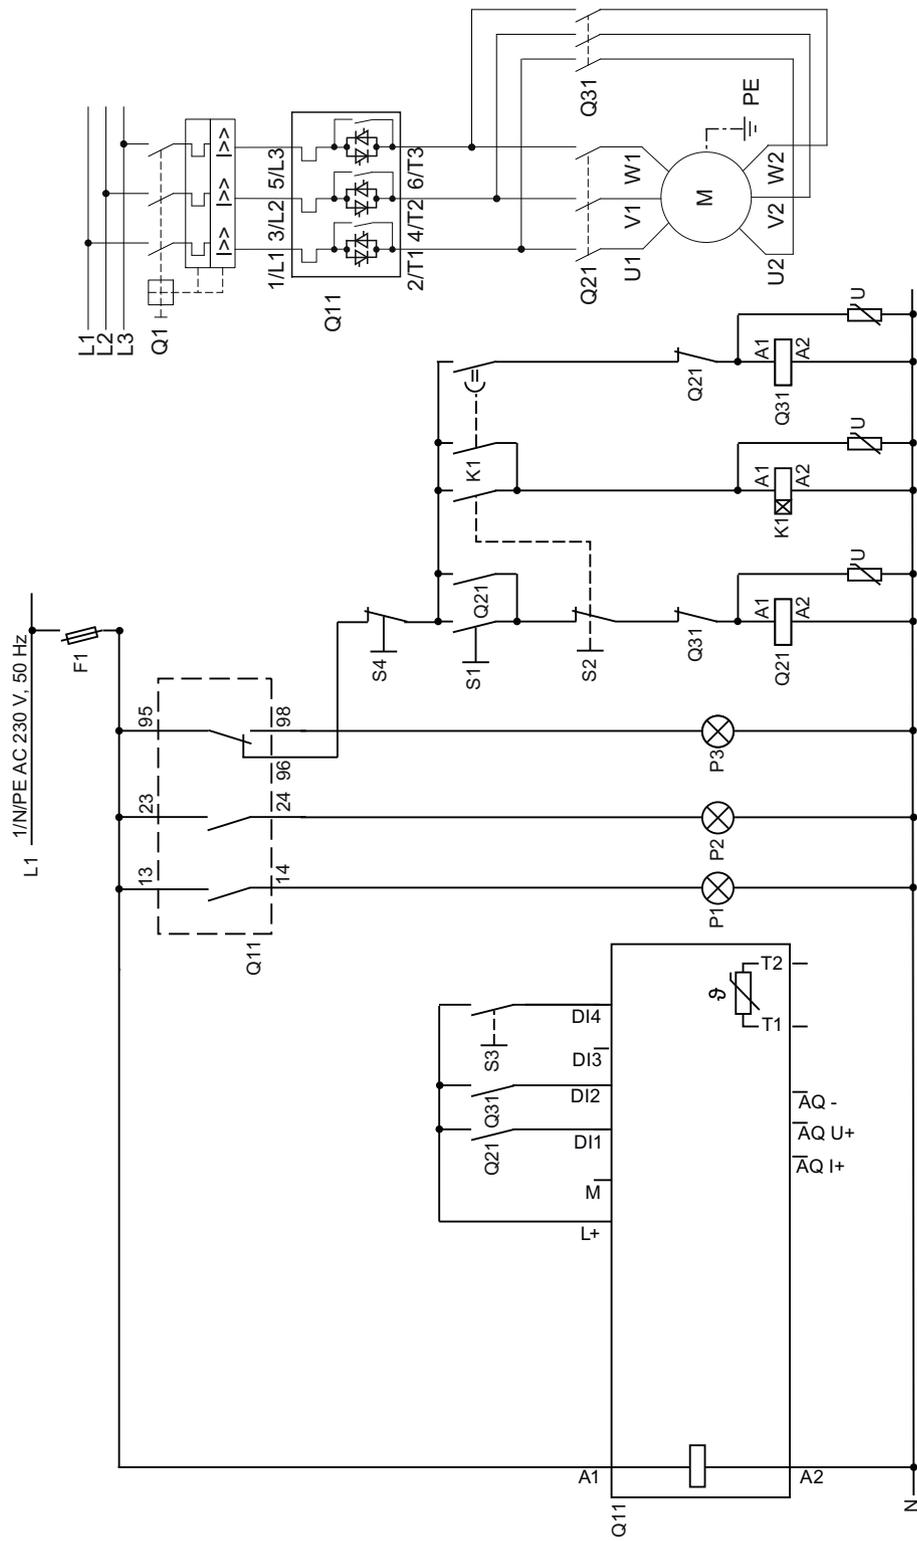 L1
L2
L3
Q1
I>>
I>>
I>>
1/L1
3/L2
5/L3
Q11
2/T1
4/T2
6/T3
Q31
Q21
U1
V1
W1
M
PE
U2
V2
W2
L1
1/N/PE AC 230 V, 50 Hz
F1
13
23
95
Q11
14
24
96
98
S4
S1
Q21
K1
S2
Q31
Q21
Q21
A1
A2
U
K1
A1
A2
U
Q31
A1
A2
U
P1
P2
P3
Q21
Q31
S3
L+
M
DI1
DI2
DI3
DI4
ϑ
T1
T2
AQ I+
AQ U+
AQ -
A1
A2
Q11
N